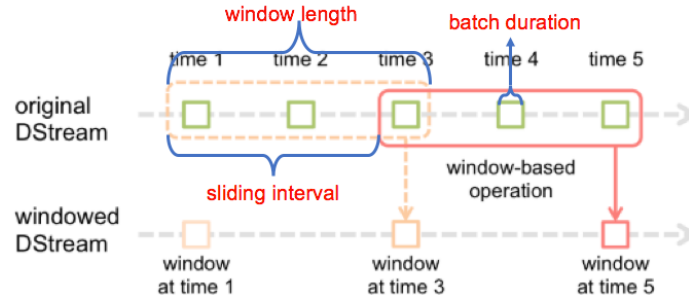 window length
batch duration
time 1
time 2
time 3
time 4
time 5
original
DStream
sliding interval
window-based
operation
windowed
DStream
window
at time 1
window
at time 3
window
at time 5